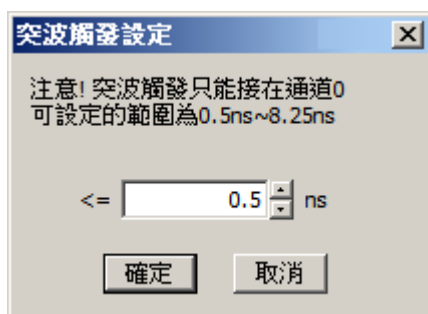 突波觸發設定
注意! 突波觸發只能接在通道0
可設定的範圍為0.5ns~8.25ns
<= 0.5 ns
確定 取消